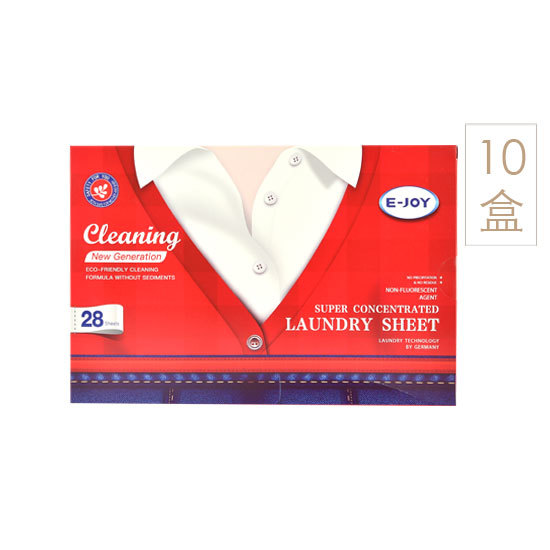 10
盒
E-JOY
Cleaning
New Generation
ECO-FRIENDLY CLEANING
FORMULA WITHOUT SEDIMENTS
28 Sheets
NO PRECIPITATION
& NO RESIDUE
NON-FLUORESCENT
AGENT
SUPER CONCENTRATED
LAUNDRY SHEET
LAUNDRY TECHNOLOGY
BY GERMANY